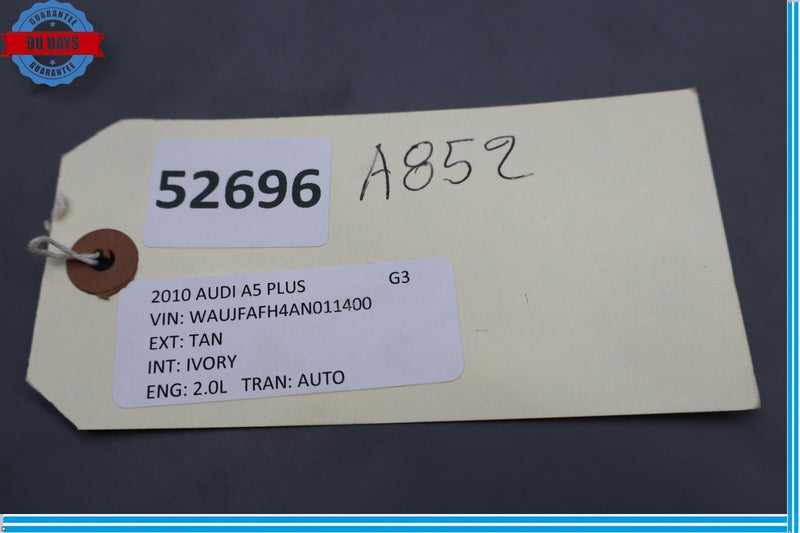 GUARANTEE
90 DAYS
GUARANTEE
52696
A852
2010 AUDI A5 PLUS G3
VIN: WAUJFAFH4AN011400
EXT: TAN
INT: IVORY
ENG: 2.0L TRAN: AUTO